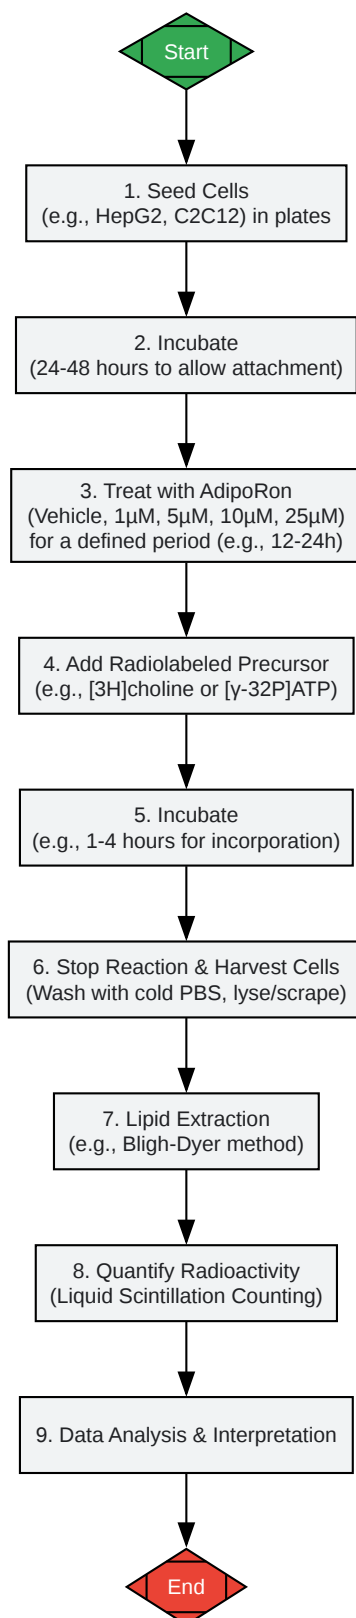 Start
1. Seed Cells
(e.g., HepG2, C2C12) in plates
2. Incubate
(24-48 hours to allow attachment)
3. Treat with AdipoRon
(Vehicle, 1µM, 5µM, 10µM, 25µM)
for a defined period (e.g., 12-24h)
4. Add Radiolabeled Precursor
(e.g., [3H]choline or [γ-32P]ATP)
5. Incubate
(e.g., 1-4 hours for incorporation)
6. Stop Reaction & Harvest Cells
(Wash with cold PBS, lyse/scrape)
7. Lipid Extraction
(e.g., Bligh-Dyer method)
8. Quantify Radioactivity
(Liquid Scintillation Counting)
9. Data Analysis & Interpretation
End